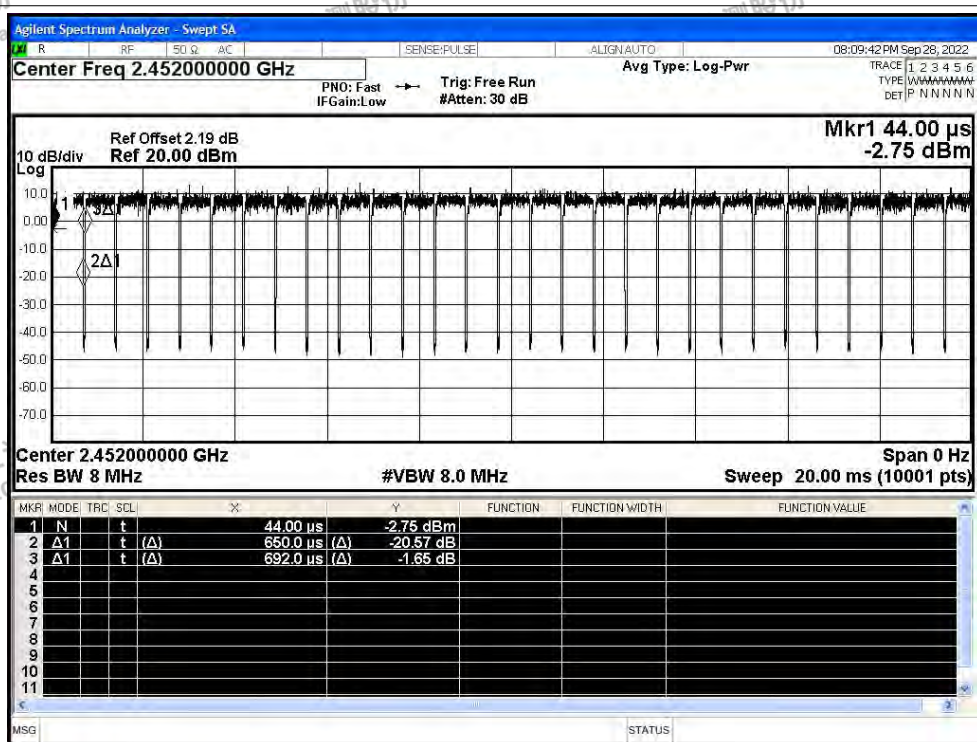 Agilent Spectrum Analyzer - Swept SA
LXI R RF 50 Ω AC SENSE:PULSE ALIGN AUTO 08:09:42 PM Sep 28, 2022
Center Freq 2.452000000 GHz
Avg Type: Log-Pwr
TRACE 1 2 3 4 5 6
PNO: Fast
Trig: Free Run
TYPE
IFGain:Low
#Atten: 30 dB
DET P N N N N N
Mkr1 44.00 µs
-2.75 dBm
Ref Offset 2.19 dB
10 dB/div Ref 20.00 dBm
Log
10.0
1
3Δ1
0.00
-10.0
2Δ1
-20.0
-30.0
-40.0
-50.0
-60.0
-70.0
Center 2.452000000 GHz Span 0 Hz
Res BW 8 MHz #VBW 8.0 MHz Sweep 20.00 ms (10001 pts)
MKR MODE TRC SCL X Y FUNCTION FUNCTION WIDTH FUNCTION VALUE
1 N t 44.00 µs -2.75 dBm
2 Δ1 t (Δ) 650.0 µs (Δ) -20.57 dB
3 Δ1 t (Δ) 692.0 µs (Δ) -1.65 dB
4
5
6
7
8
9
10
11
MSG STATUS